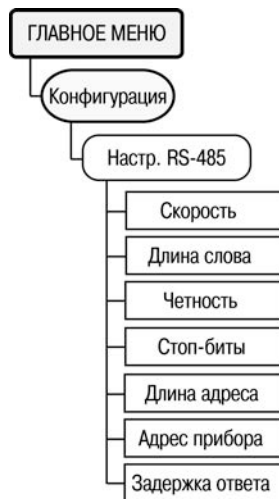 ГЛАВНОЕ МЕНЮ
Конфигурация
Настр. RS-485
Скорость
Длина слова
Четность
Стоп-биты
Длина адреса
Адрес прибора
Задержка ответа